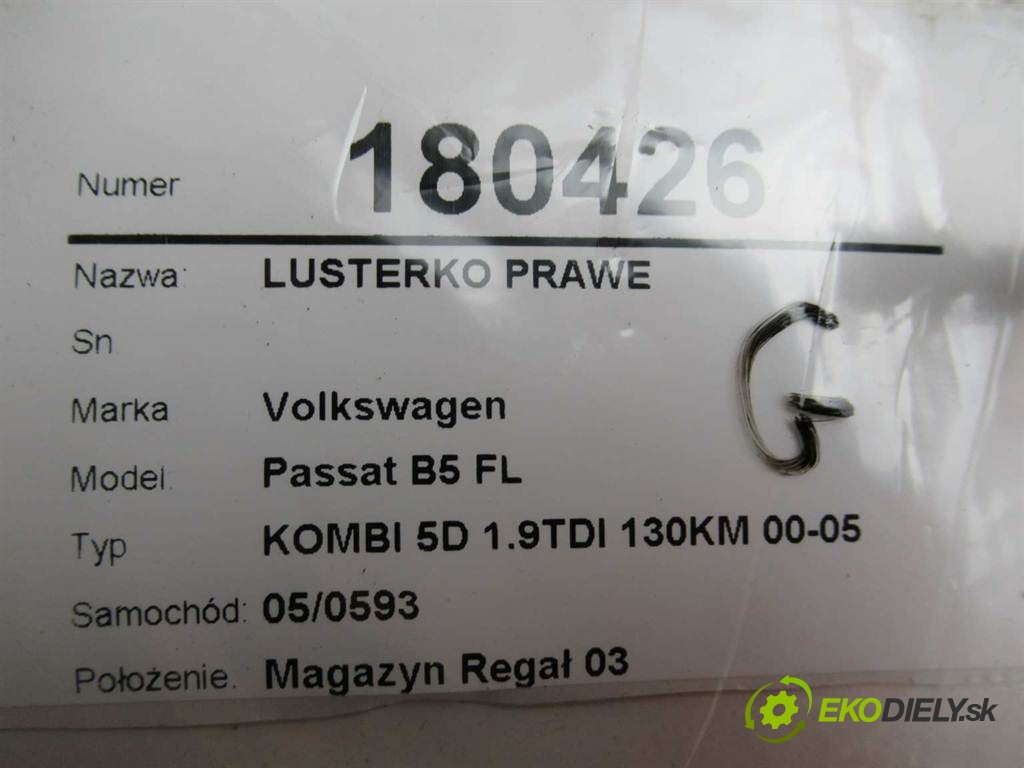 Numer 180426
Nazwa: LUSTERKO PRAWE
Sn
Marka Volkswagen
Model. Passat B5 FL
Typ KOMBI 5D 1.9TDI 130KM 00-05
Samochód: 05/0593
Położenie. Magazyn Regał 03
G
EKODIELY.sk